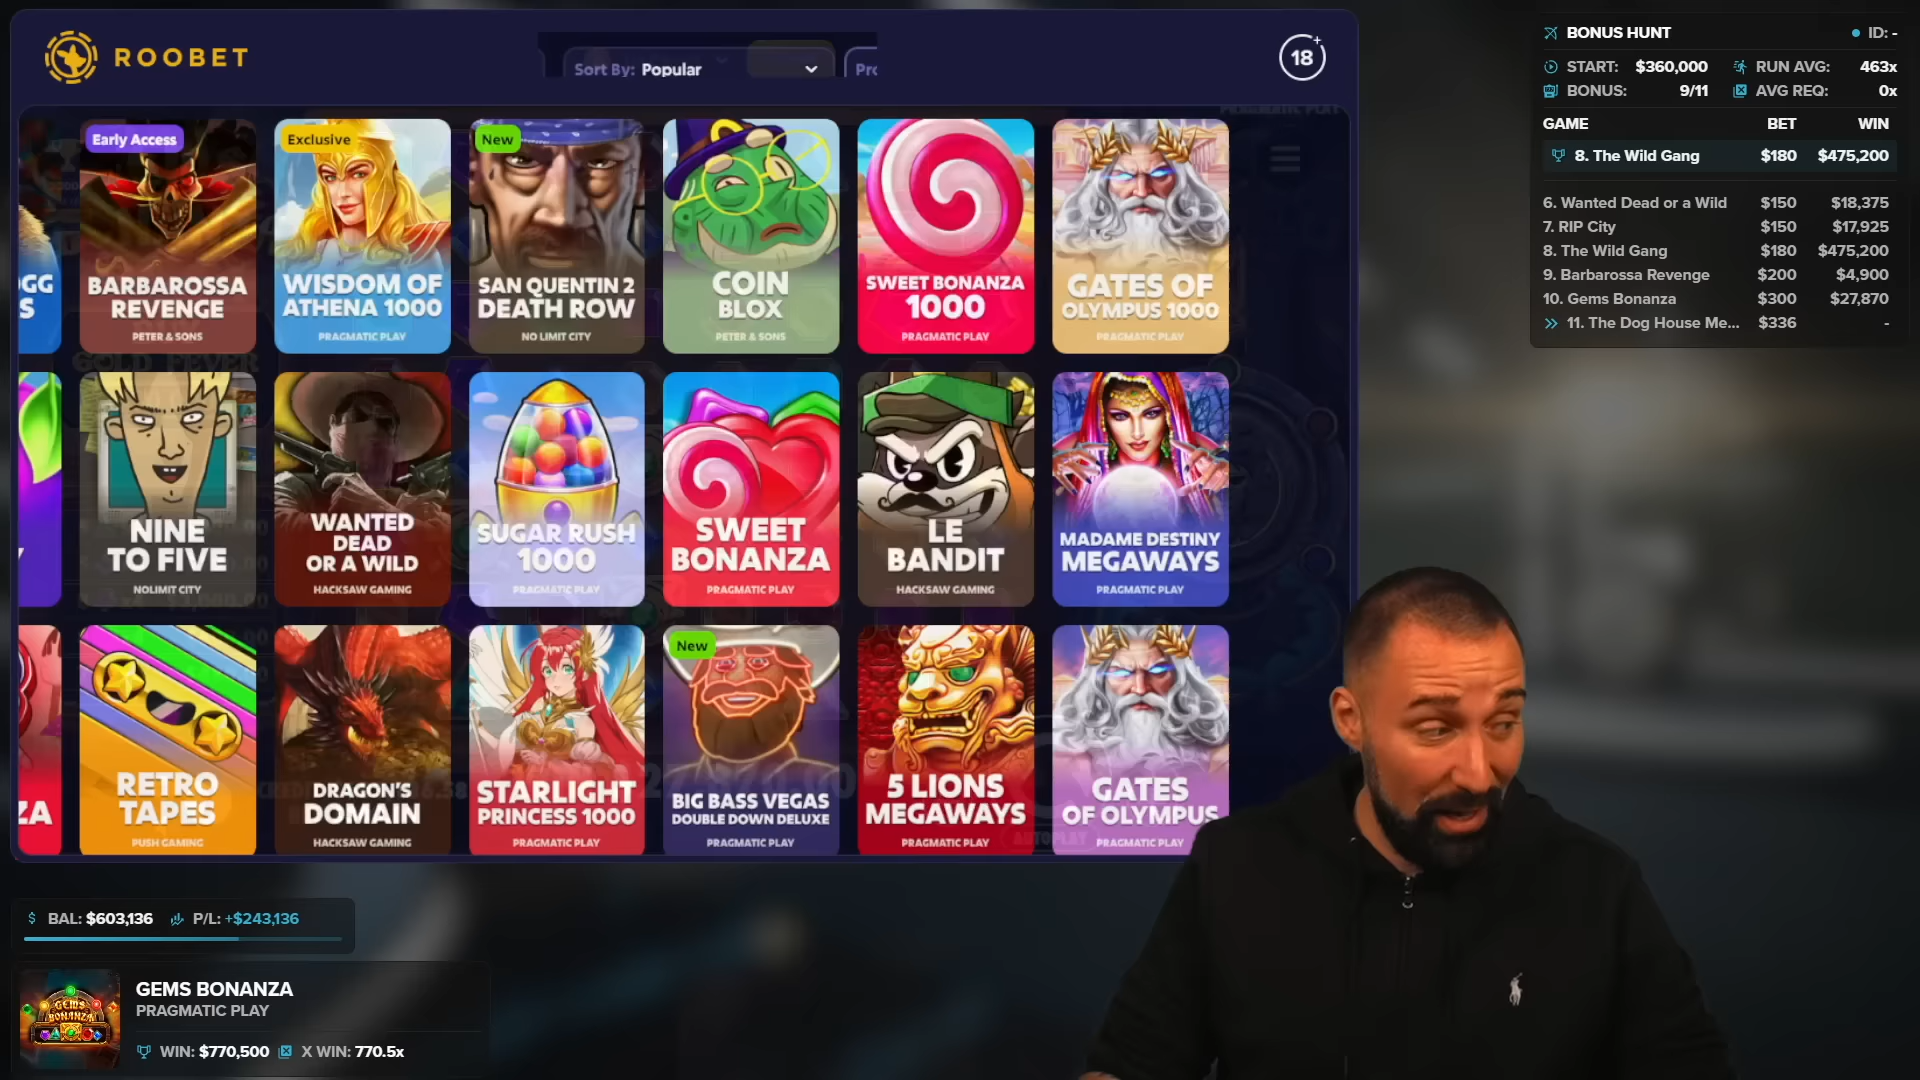 ROOBET
Sort By: Popular
Pro
18+
Early Access
BARBAROSSA
REVENGE
PETER & SONS
Exclusive
WISDOM OF
ATHENA 1000
PRAGMATIC PLAY
New
SAN QUENTIN 2
DEATH ROW
NO LIMIT CITY
COIN
BLOX
PETER & SONS
SWEET BONANZA
1000
PRAGMATIC PLAY
GATES OF
OLYMPUS 1000
PRAGMATIC PLAY
NINE
TO FIVE
NOLIMIT CITY
WANTED
DEAD
OR A WILD
HACKSAW GAMING
SUGAR RUSH
1000
PRAGMATIC PLAY
SWEET
BONANZA
PRAGMATIC PLAY
LE
BANDIT
HACKSAW GAMING
MADAME DESTINY
MEGAWAYS
PRAGMATIC PLAY
ZA
RETRO
TAPES
PUSH GAMING
DRAGON'S
DOMAIN
HACKSAW GAMING
STARLIGHT
PRINCESS 1000
PRAGMATIC PLAY
New
BIG BASS VEGAS
DOUBLE DOWN DELUXE
PRAGMATIC PLAY
5 LIONS
MEGAWAYS
PRAGMATIC PLAY
GATES
OF OLYMPUS
PRAGMATIC PLAY
BONUS HUNT ID: -
START: $360,000 RUN AVG: 463x
BONUS: 9/11 AVG REQ: 0x
GAME BET WIN
8. The Wild Gang $180 $475,200
6. Wanted Dead or a Wild $150 $18,375
7. RIP City $150 $17,925
8. The Wild Gang $180 $475,200
9. Barbarossa Revenge $200 $4,900
10. Gems Bonanza $300 $27,870
11. The Dog House Me... $336 -
BAL: $603,136 P/L: +$243,136
GEMS BONANZA
PRAGMATIC PLAY
WIN: $770,500 X WIN: 770.5x